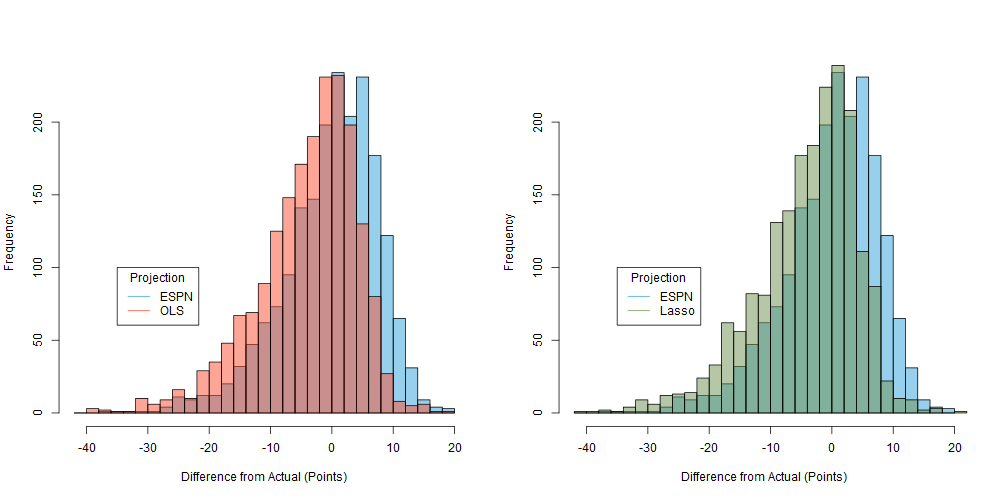 Frequency
200
150
100
50
0
Projection
ESPN
OLS
-40 -30 -20 -10 0 10 20
Difference from Actual (Points)
Frequency
200
150
100
50
0
Projection
ESPN
Lasso
-40 -30 -20 -10 0 10 20
Difference from Actual (Points)